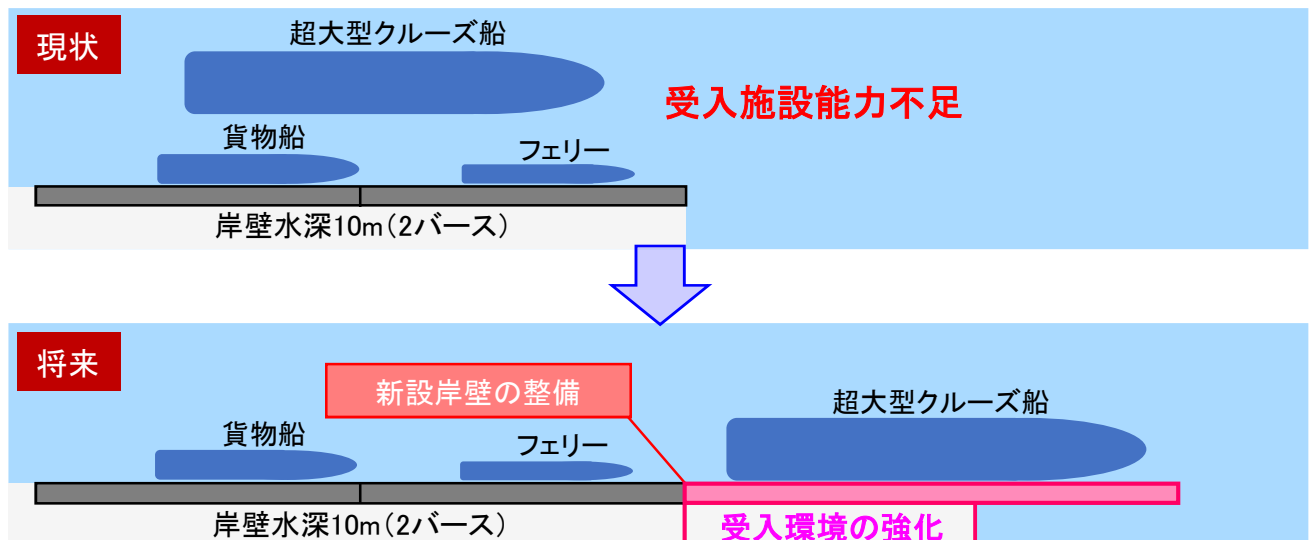 現状
超大型クルーズ船
受入施設能力不足
貨物船
フェリー
岸壁水深10m（2バース）
将来
新設岸壁の整備
超大型クルーズ船
貨物船
フェリー
岸壁水深10m（2バース）
受入環境の強化